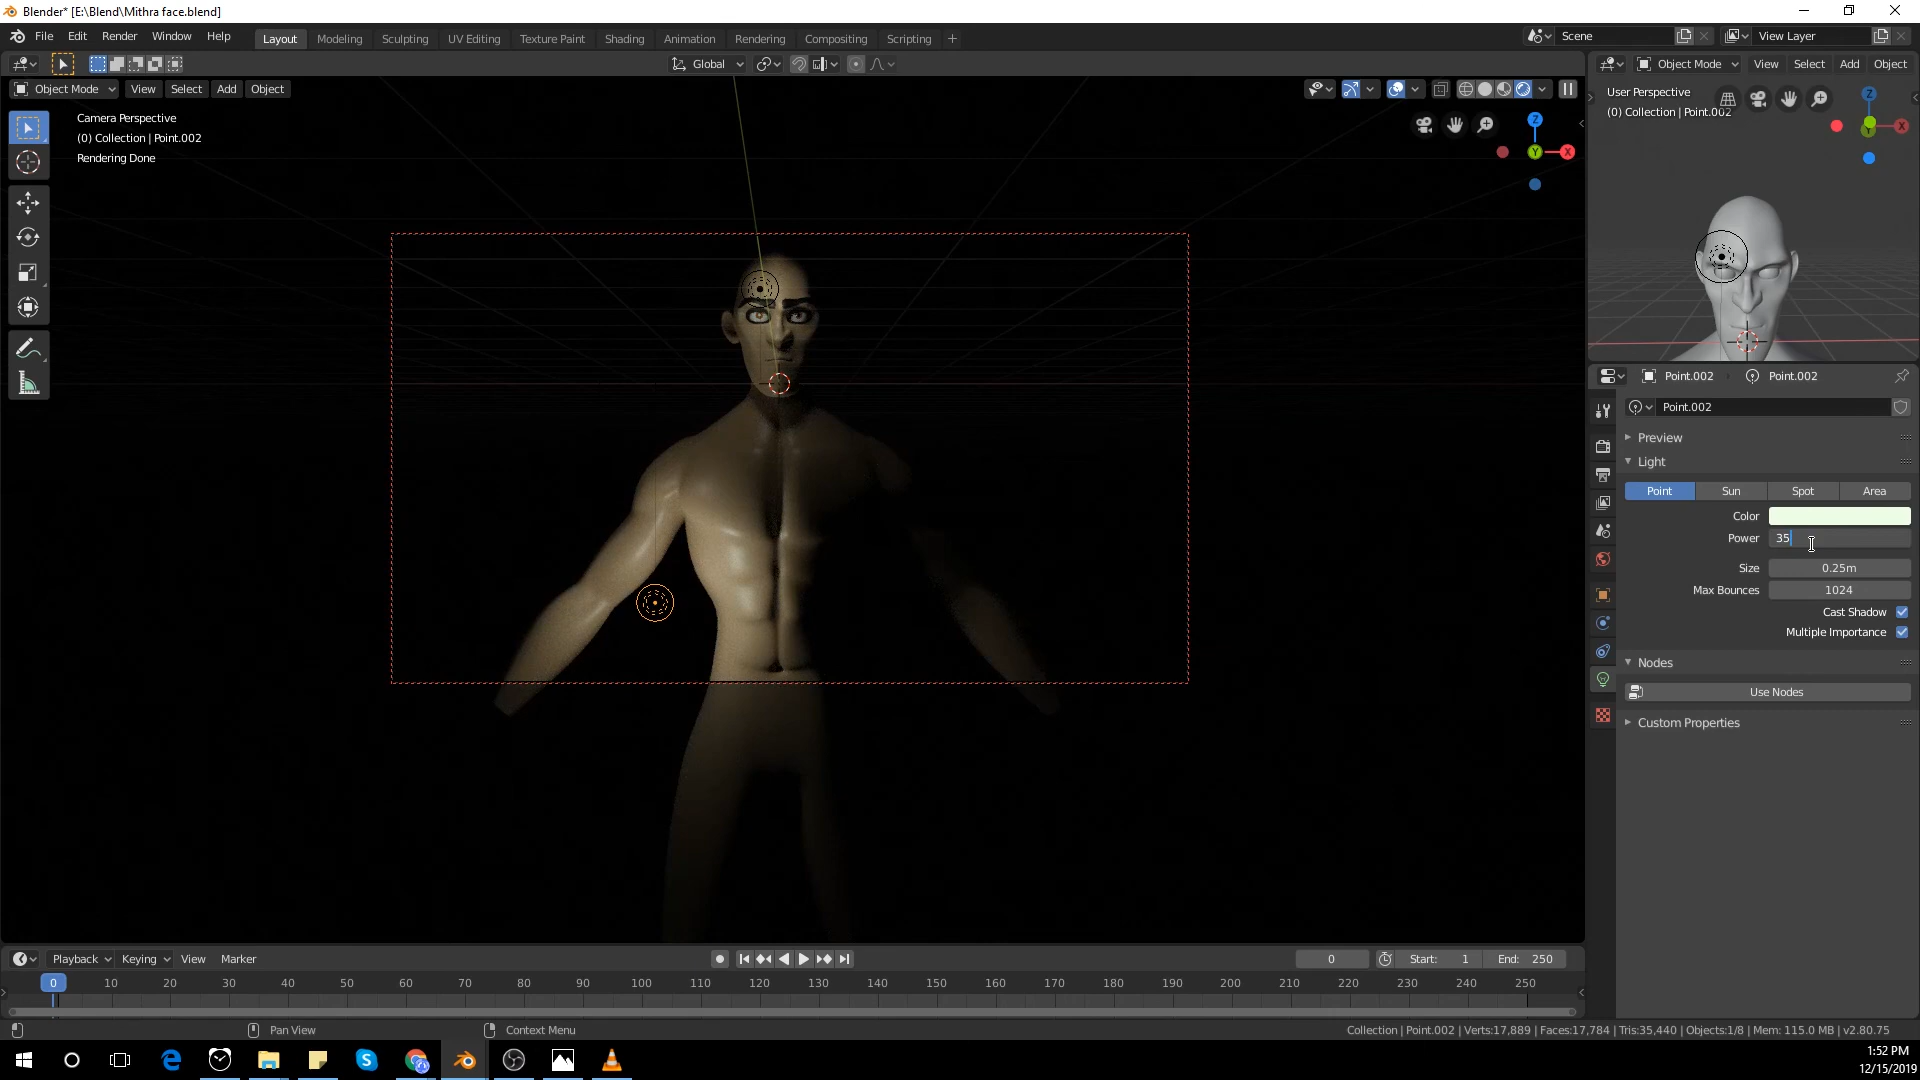 Blender* [E:\Blend\Mithra face.blend]
File Edit Render Window Help
Layout Modeling Sculpting UV Editing Texture Paint Shading Animation Rendering Compositing Scripting +
Scene
View Layer
Global
Object Mode View Select Add Object
Object Mode View Select Add Object
Camera Perspective
(0) Collection | Point.002
Rendering Done
Z
Y
X
User Perspective
(0) Collection | Point.002
Z
Y
X
Point.002 Point.002
Point.002
Preview
Light
Point Sun Spot Area
Color
Power 35
Size 0.25m
Max Bounces 1024
Cast Shadow
Multiple Importance
Nodes
Use Nodes
Custom Properties
Playback Keying View Marker
0 Start: 1 End: 250
0 10 20 30 40 50 60 70 80 90 100 110 120 130 140 150 160 170 180 190 200 210 220 230 240 250
Pan View
Context Menu
Collection | Point.002 | Verts:17,889 | Faces:17,784 | Tris:35,440 | Objects:1/8 | Mem: 115.0 MB | v2.80.75
1:52 PM
12/15/2019